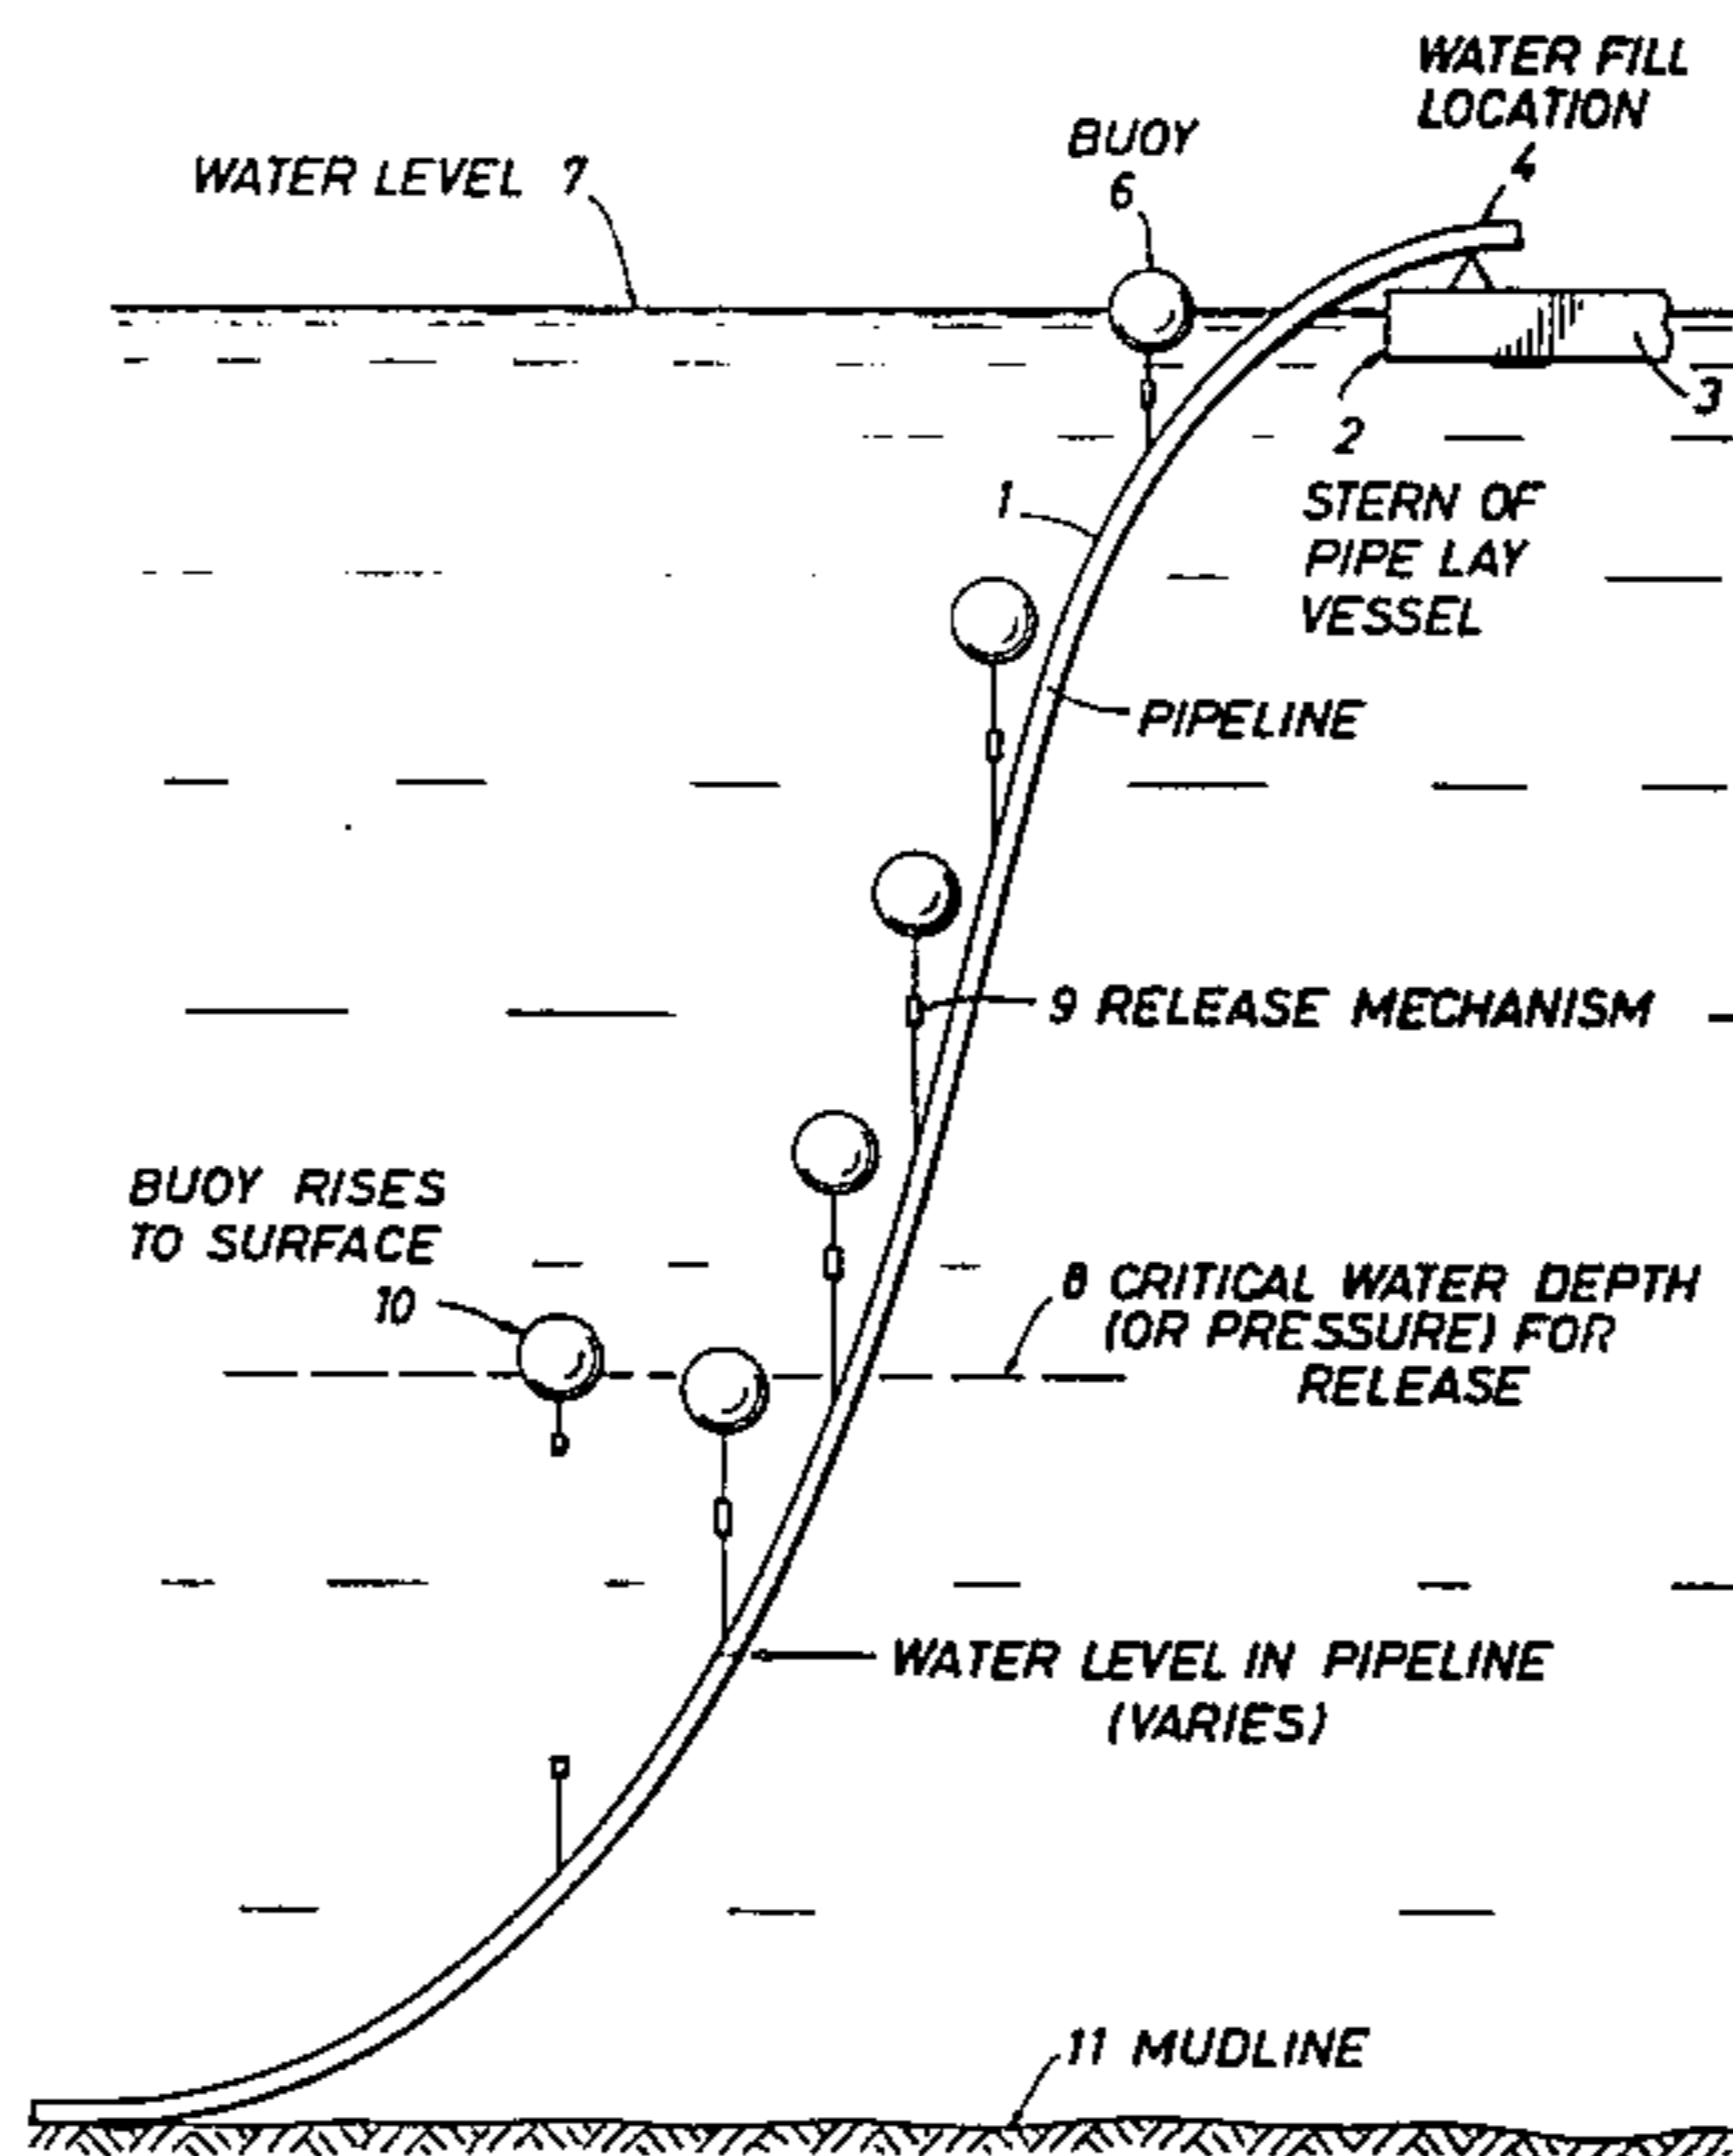 WATER FILL
LOCATION
4
BUOY
6
WATER LEVEL 7
3
2
STERN OF
PIPE LAY
VESSEL
1
PIPELINE
9 RELEASE MECHANISM
BUOY RISES
TO SURFACE
10
8 CRITICAL WATER DEPTH
(OR PRESSURE) FOR
RELEASE
WATER LEVEL IN PIPELINE
(VARIES)
11 MUDLINE